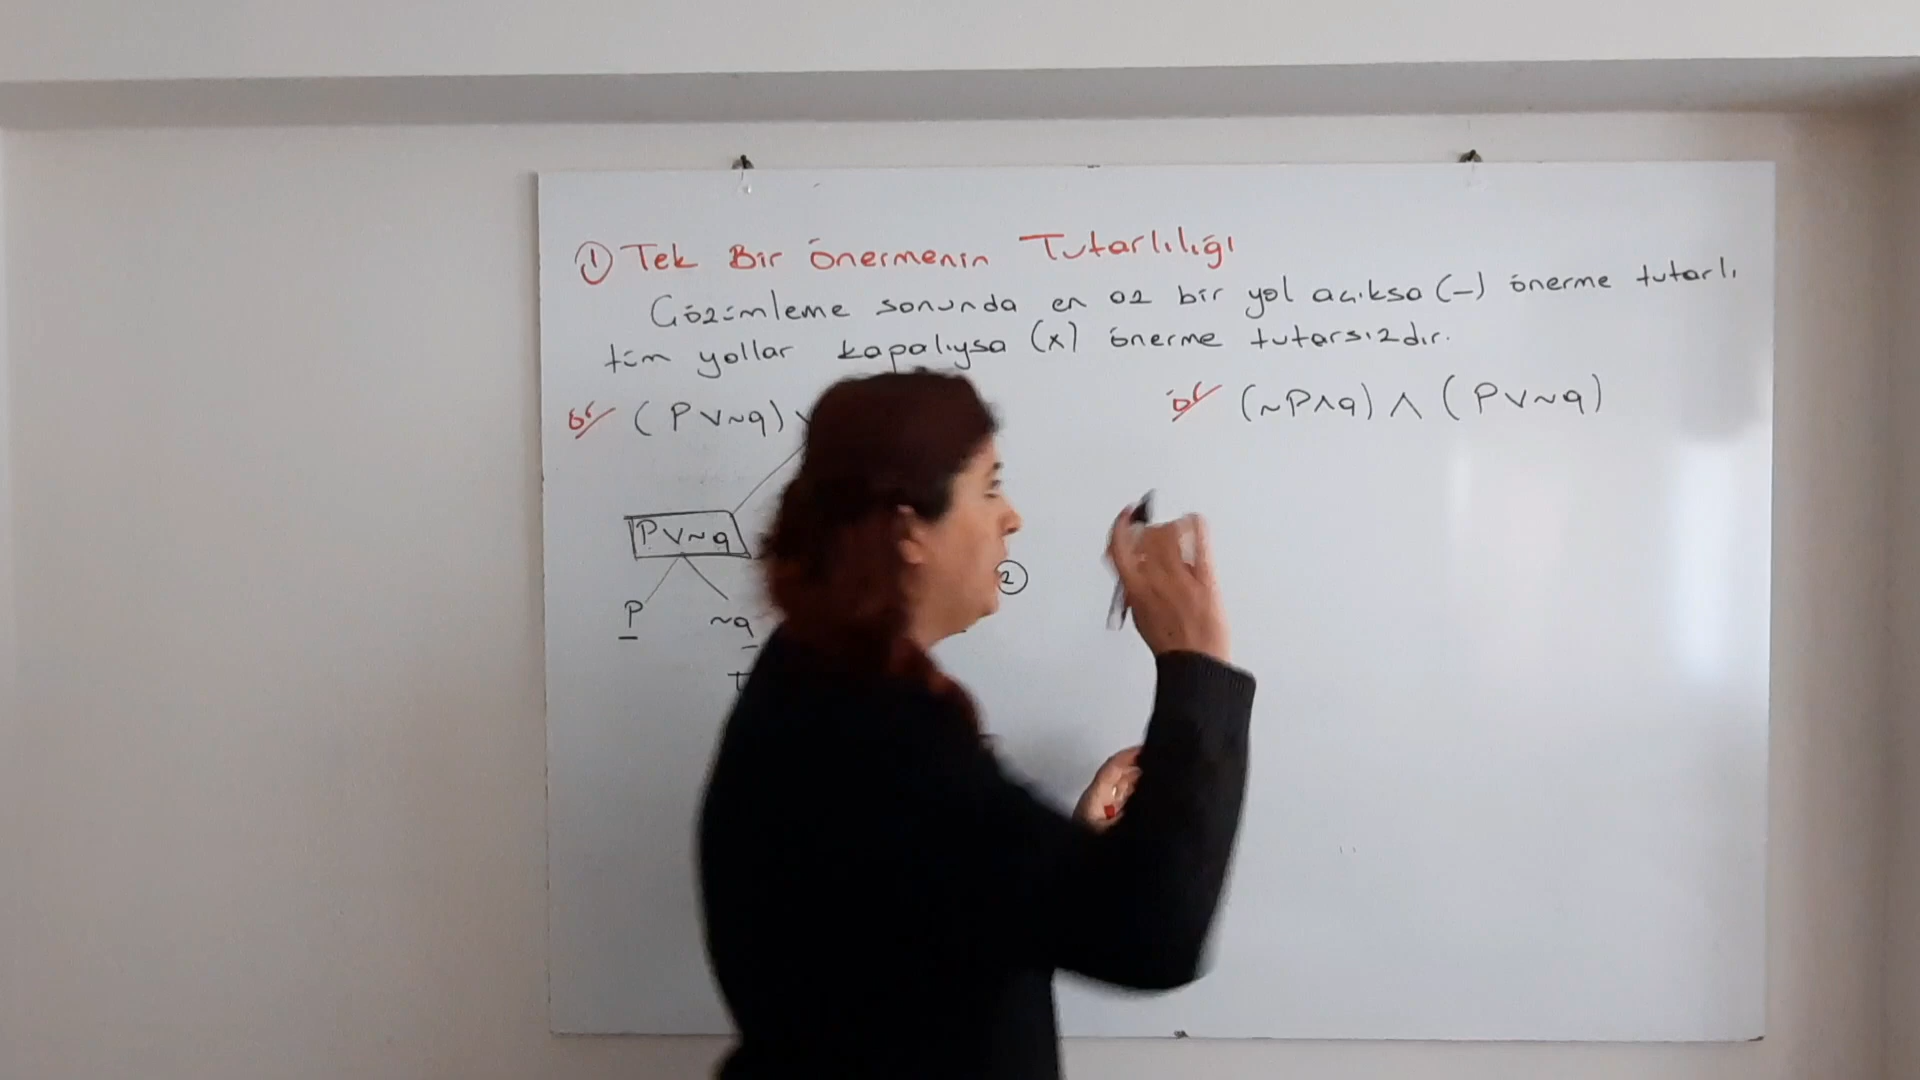 ① Tek Bir önermenin Tutarlılığı
Çözümleme sonunda en az bir yol açıksa (–) önerme tutarlı
tüm yollar kapalıysa (x) önerme tutarsızdır.
ör (P ∨ ~q) ∨
ör (~P ∧ q) ∧ (P ∨ ~q)
P ∨ ~q
②
P
~q